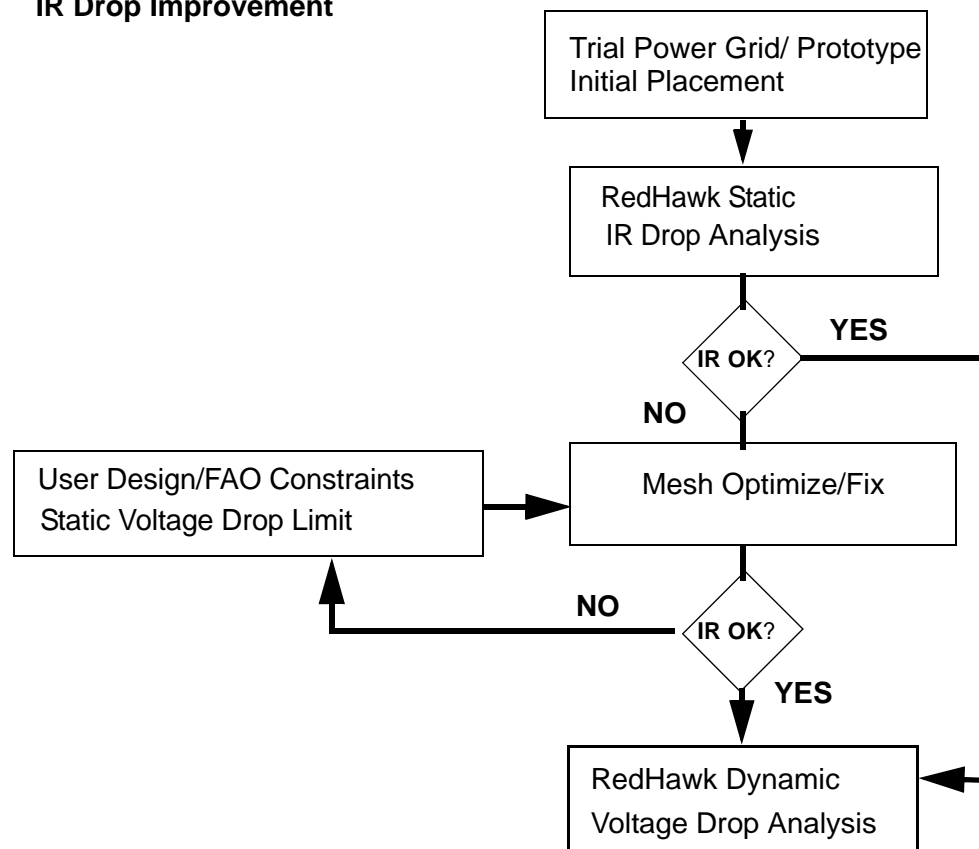 IR Drop Improvement
Trial Power Grid/ Prototype
Initial Placement
RedHawk Static
IR Drop Analysis
IR OK?
YES
NO
Mesh Optimize/Fix
User Design/FAO Constraints
Static Voltage Drop Limit
NO
IR OK?
YES
RedHawk Dynamic
Voltage Drop Analysis